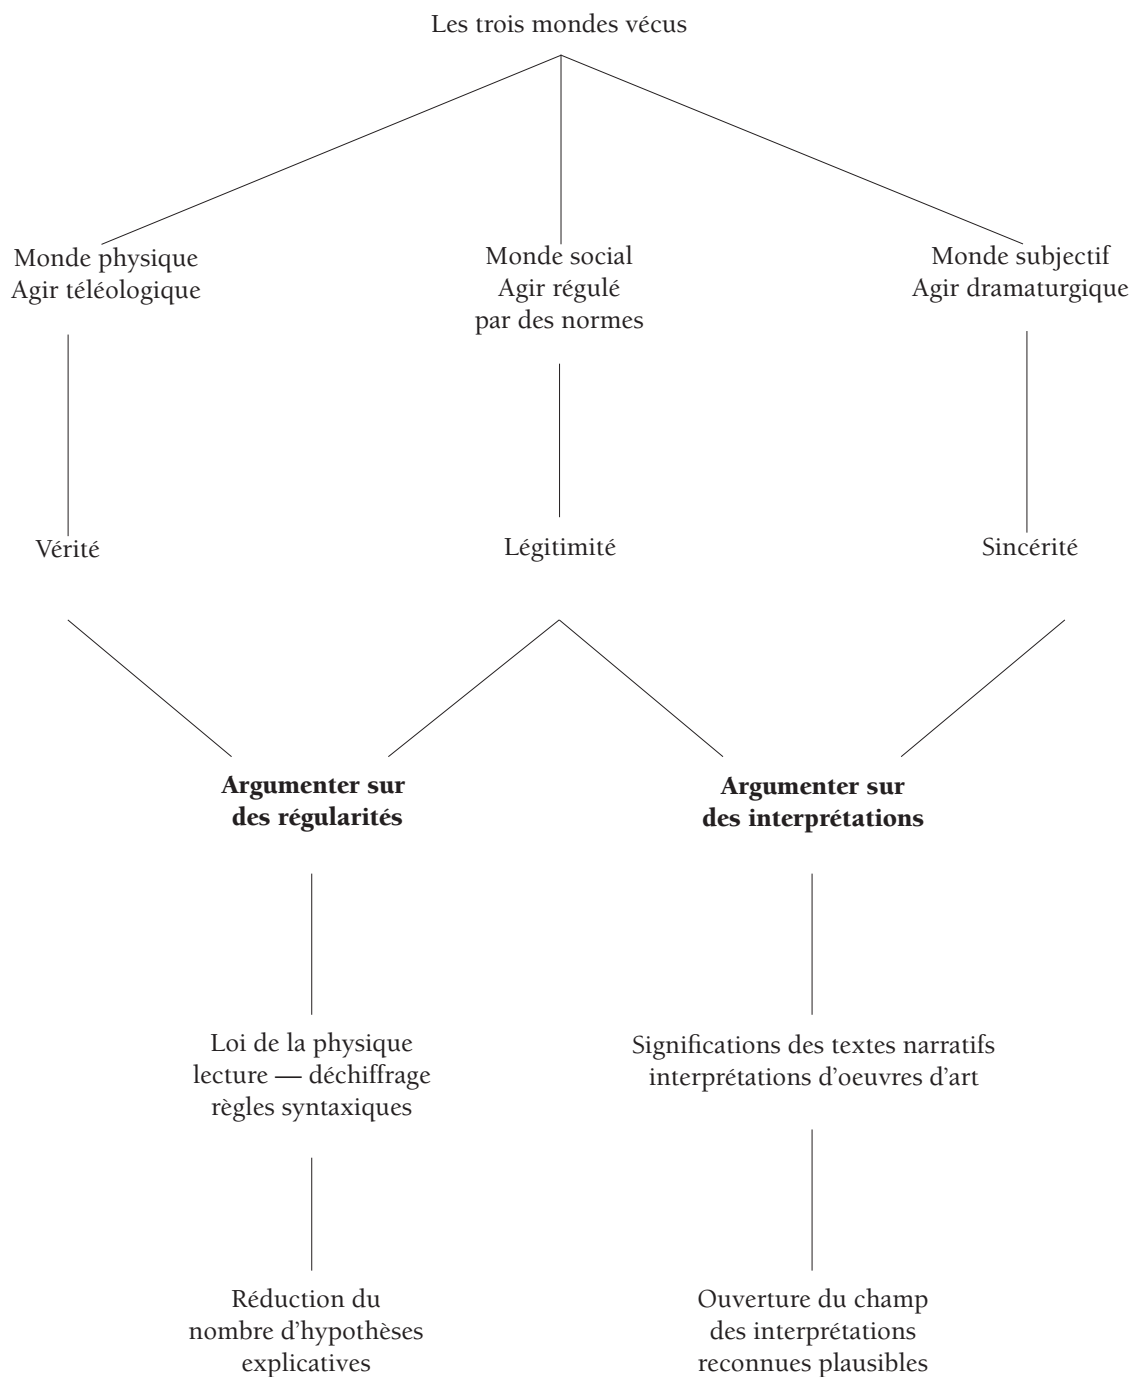 Les trois mondes vécus
Monde physique
Agir téléologique
Monde social
Agir régulé
par des normes
Monde subjectif
Agir dramaturgique
Vérité
Légitimité
Sincérité
Argumenter sur
des régularités
Argumenter sur
des interprétations
Loi de la physique
lecture — déchiffrage
règles syntaxiques
Significations des textes narratifs
interprétations d'oeuvres d'art
Réduction du
nombre d'hypothèses
explicatives
Ouverture du champ
des interprétations
reconnues plausibles